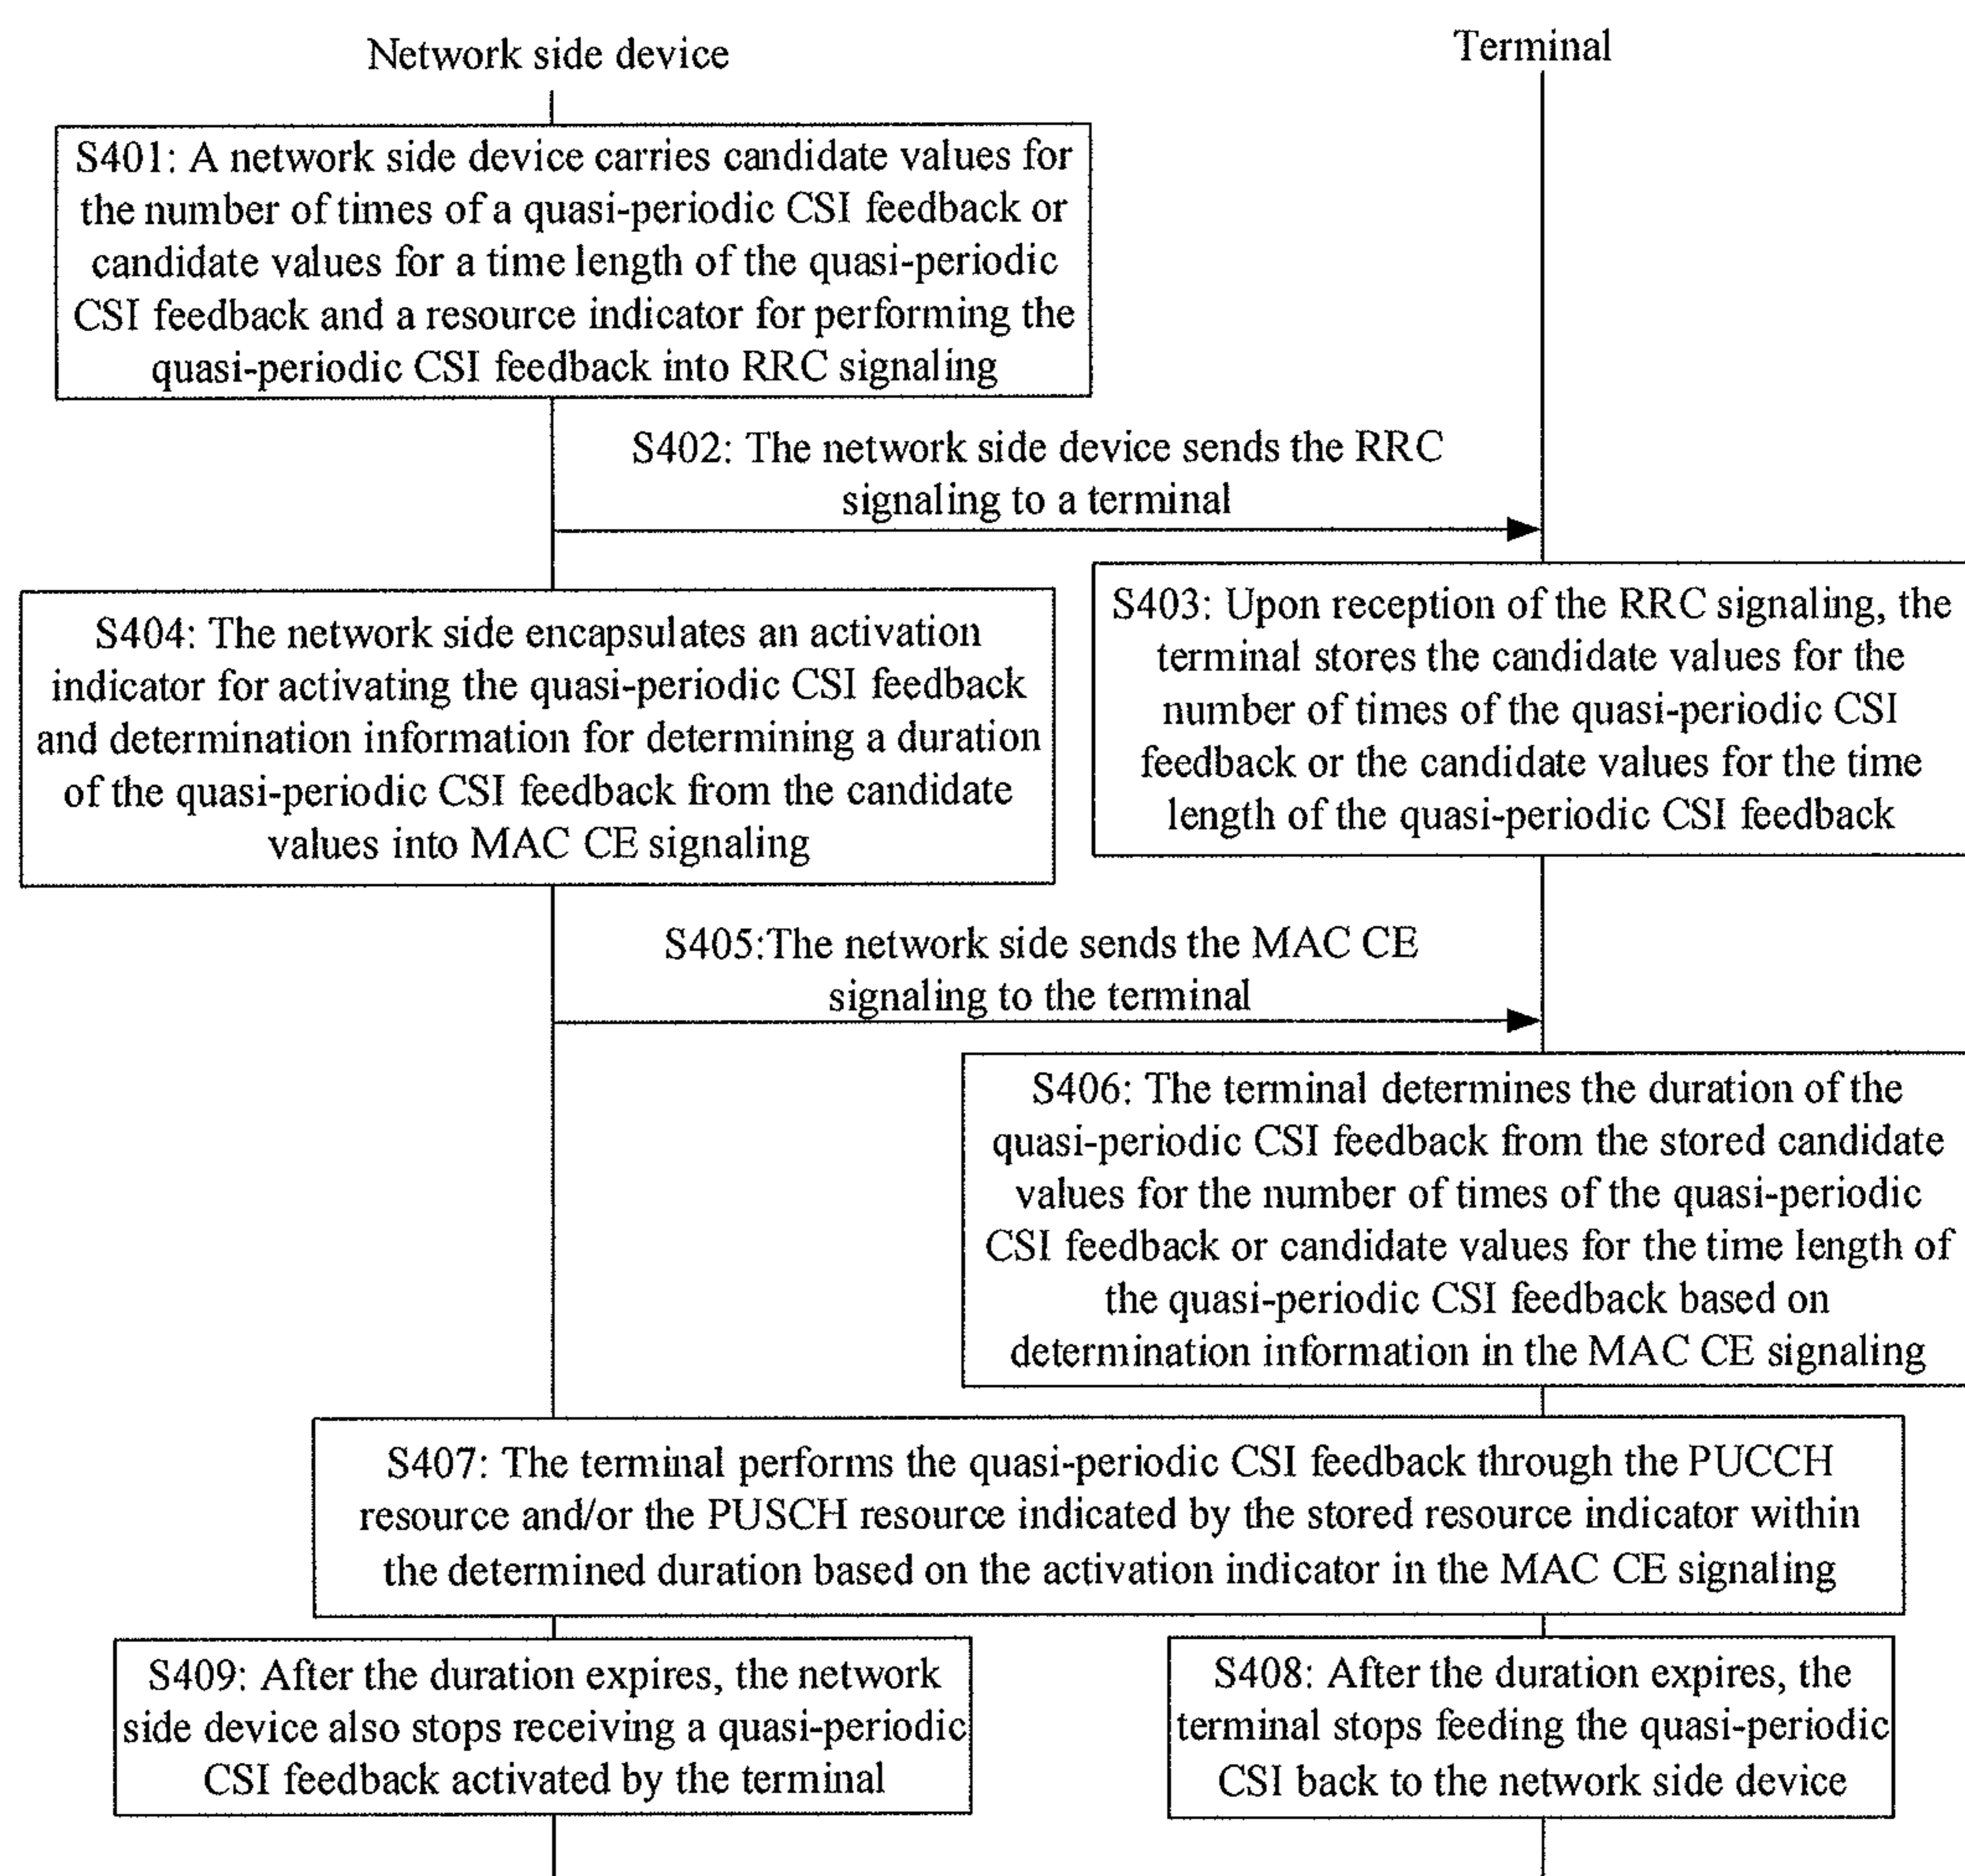 Network side device
Terminal
S401: A network side device carries candidate values for
the number of times of a quasi-periodic CSI feedback or
candidate values for a time length of the quasi-periodic
CSI feedback and a resource indicator for performing the
quasi-periodic CSI feedback into RRC signaling
S402: The network side device sends the RRC
signaling to a terminal
S403: Upon reception of the RRC signaling, the
terminal stores the candidate values for the
number of times of the quasi-periodic CSI
feedback or the candidate values for the time
length of the quasi-periodic CSI feedback
S404: The network side encapsulates an activation
indicator for activating the quasi-periodic CSI feedback
and determination information for determining a duration
of the quasi-periodic CSI feedback from the candidate
values into MAC CE signaling
S405:The network side sends the MAC CE
signaling to the terminal
S406: The terminal determines the duration of the
quasi-periodic CSI feedback from the stored candidate
values for the number of times of the quasi-periodic
CSI feedback or candidate values for the time length of
the quasi-periodic CSI feedback based on
determination information in the MAC CE signaling
S407: The terminal performs the quasi-periodic CSI feedback through the PUCCH
resource and/or the PUSCH resource indicated by the stored resource indicator within
the determined duration based on the activation indicator in the MAC CE signaling
S409: After the duration expires, the network
side device also stops receiving a quasi-periodic
CSI feedback activated by the terminal
S408: After the duration expires, the
terminal stops feeding the quasi-periodic
CSI back to the network side device